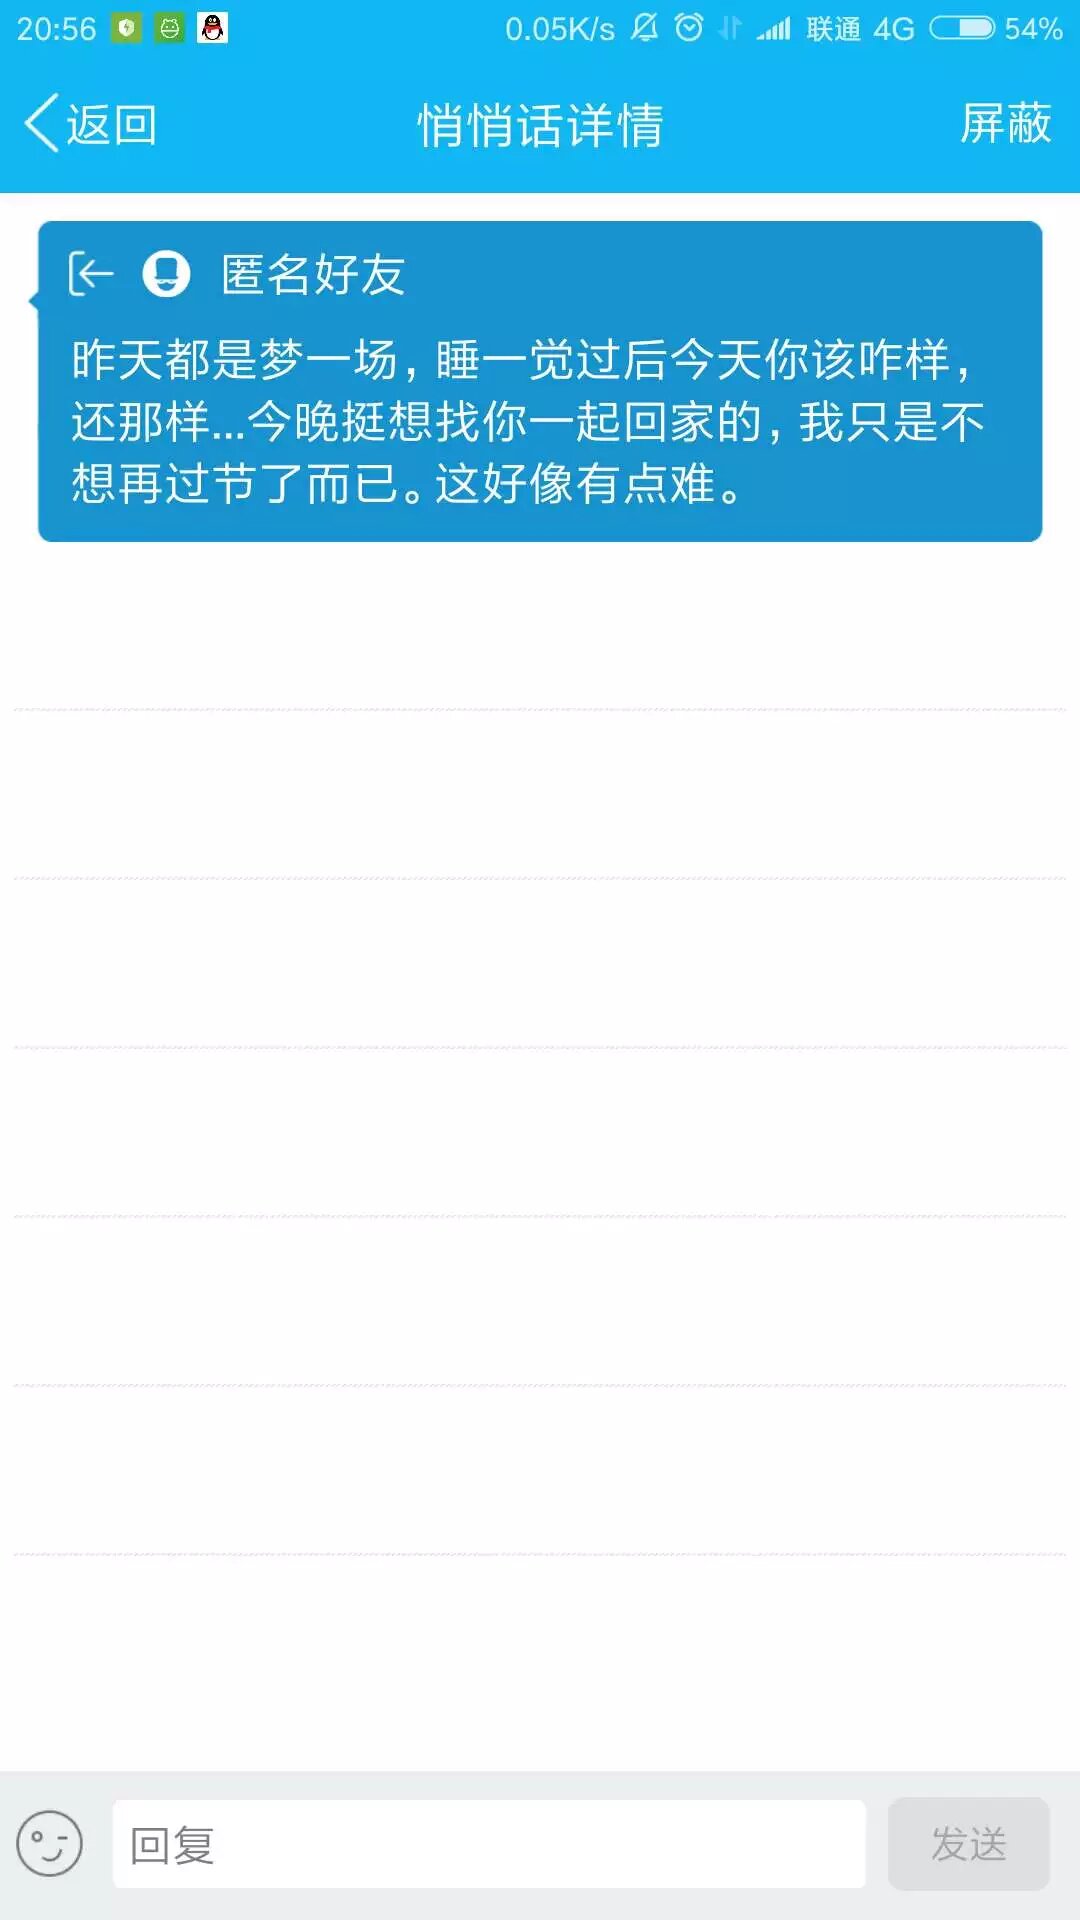 20:56 0.05K/s 联通 4G 54%
返回 悄悄话详情 屏蔽
匿名好友
昨天都是梦一场，睡一觉过后今天你该咋样，
还那样...今晚挺想找你一起回家的，我只是不
想再过节了而已。这好像有点难。
回复 发送